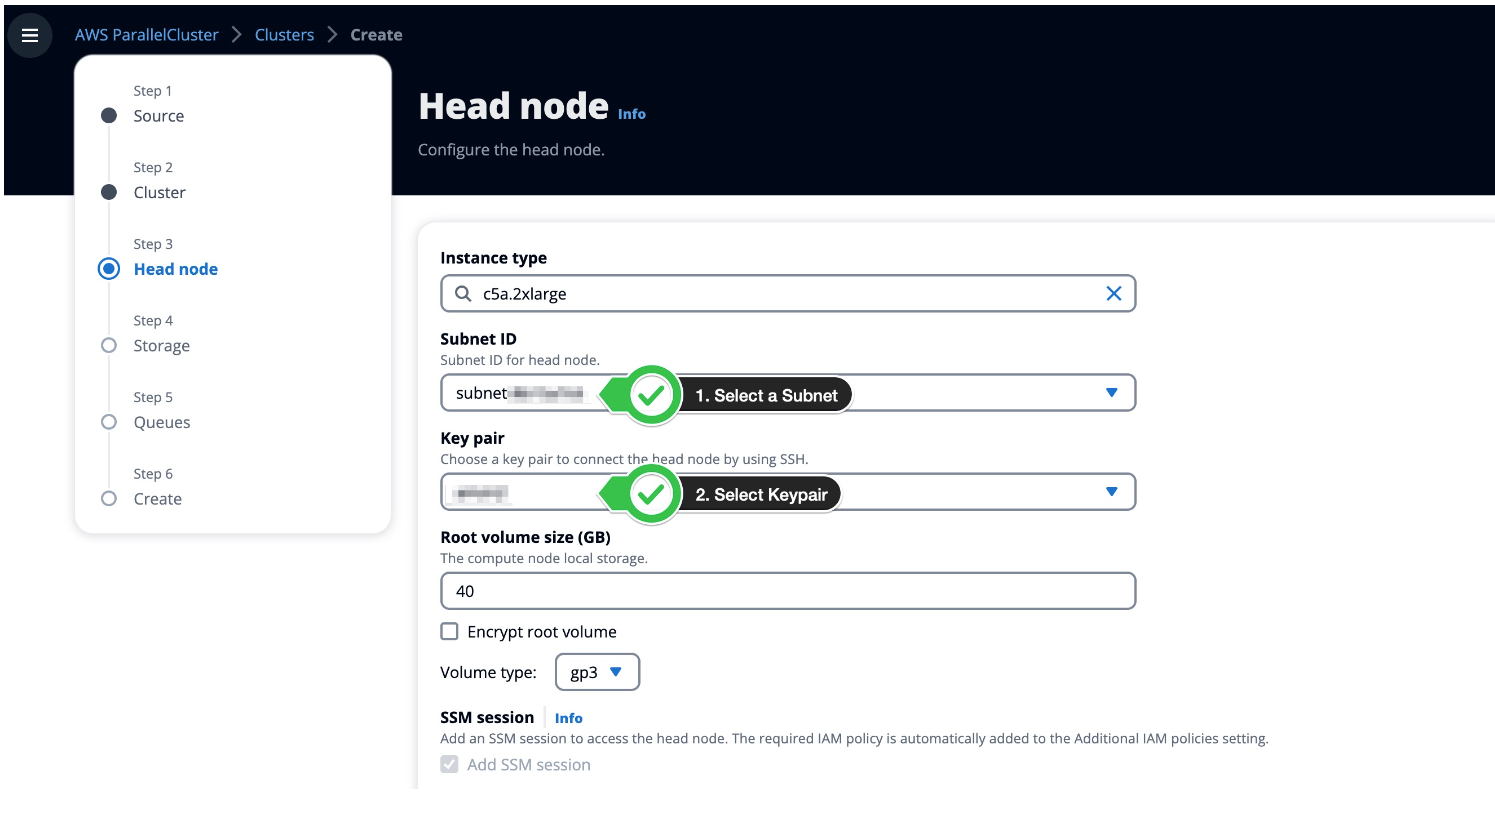 AWS ParallelCluster > Clusters > Create
Step 1
Source
Step 2
Cluster
Step 3
Head node
Step 4
Storage
Step 5
Queues
Step 6
Create
Head node Info
Configure the head node.
Instance type
c5a.2xlarge
Subnet ID
Subnet ID for head node.
subnet
1. Select a Subnet
Key pair
Choose a key pair to connect the head node by using SSH.
2. Select Keypair
Root volume size (GB)
The compute node local storage.
40
Encrypt root volume
Volume type: gp3
SSM session Info
Add an SSM session to access the head node. The required IAM policy is automatically added to the Additional IAM policies setting.
Add SSM session